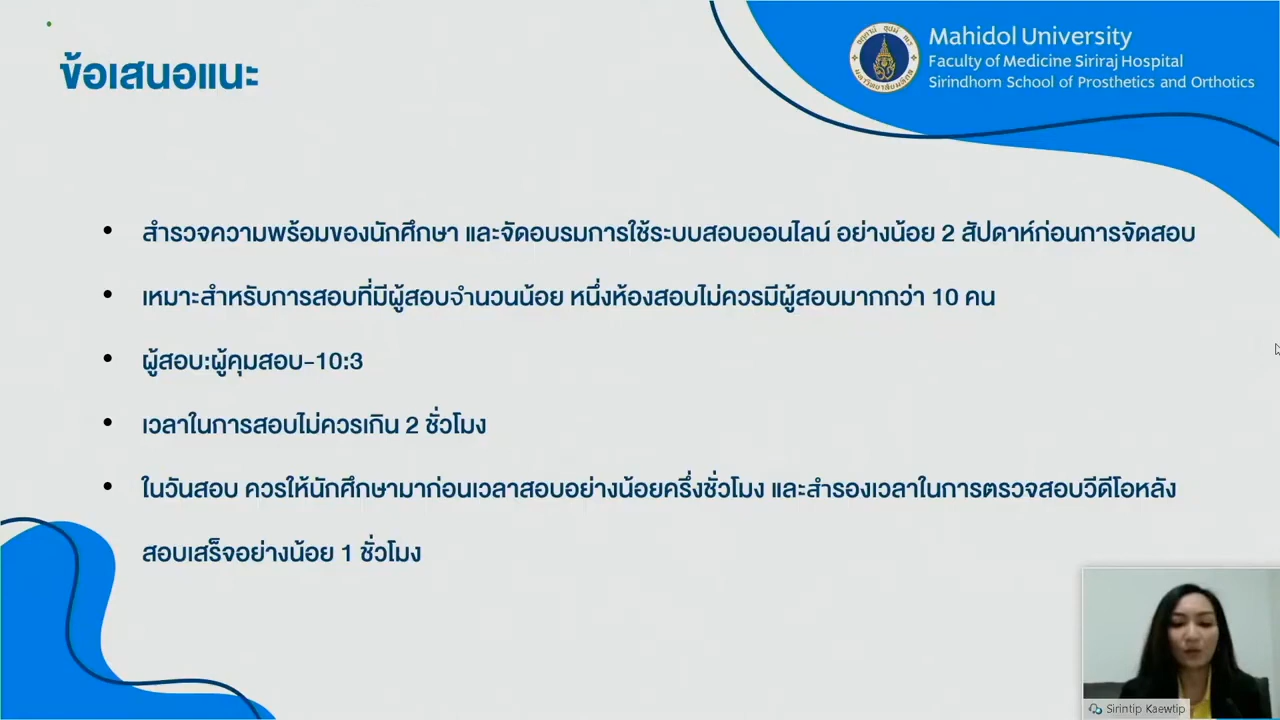 ข้อเสนอแนะ
Mahidol University
Faculty of Medicine Siriraj Hospital
Sirindhorn School of Prosthetics and Orthotics
• สำรวจความพร้อมของนักศึกษา และจัดอบรมการใช้ระบบสอบออนไลน์ อย่างน้อย 2 สัปดาห์ก่อนการจัดสอบ
• เหมาะสำหรับการสอบที่มีผู้สอบจำนวนน้อย หนึ่งห้องสอบไม่ควรมีผู้สอบมากกว่า 10 คน
• ผู้สอบ:ผู้คุมสอบ-10:3
• เวลาในการสอบไม่ควรเกิน 2 ชั่วโมง
• ในวันสอบ ควรให้นักศึกษามาก่อนเวลาสอบอย่างน้อยครึ่งชั่วโมง และสำรองเวลาในการตรวจสอบวีดีโอหลัง
สอบเสร็จอย่างน้อย 1 ชั่วโมง
Sirintip Kaewtip